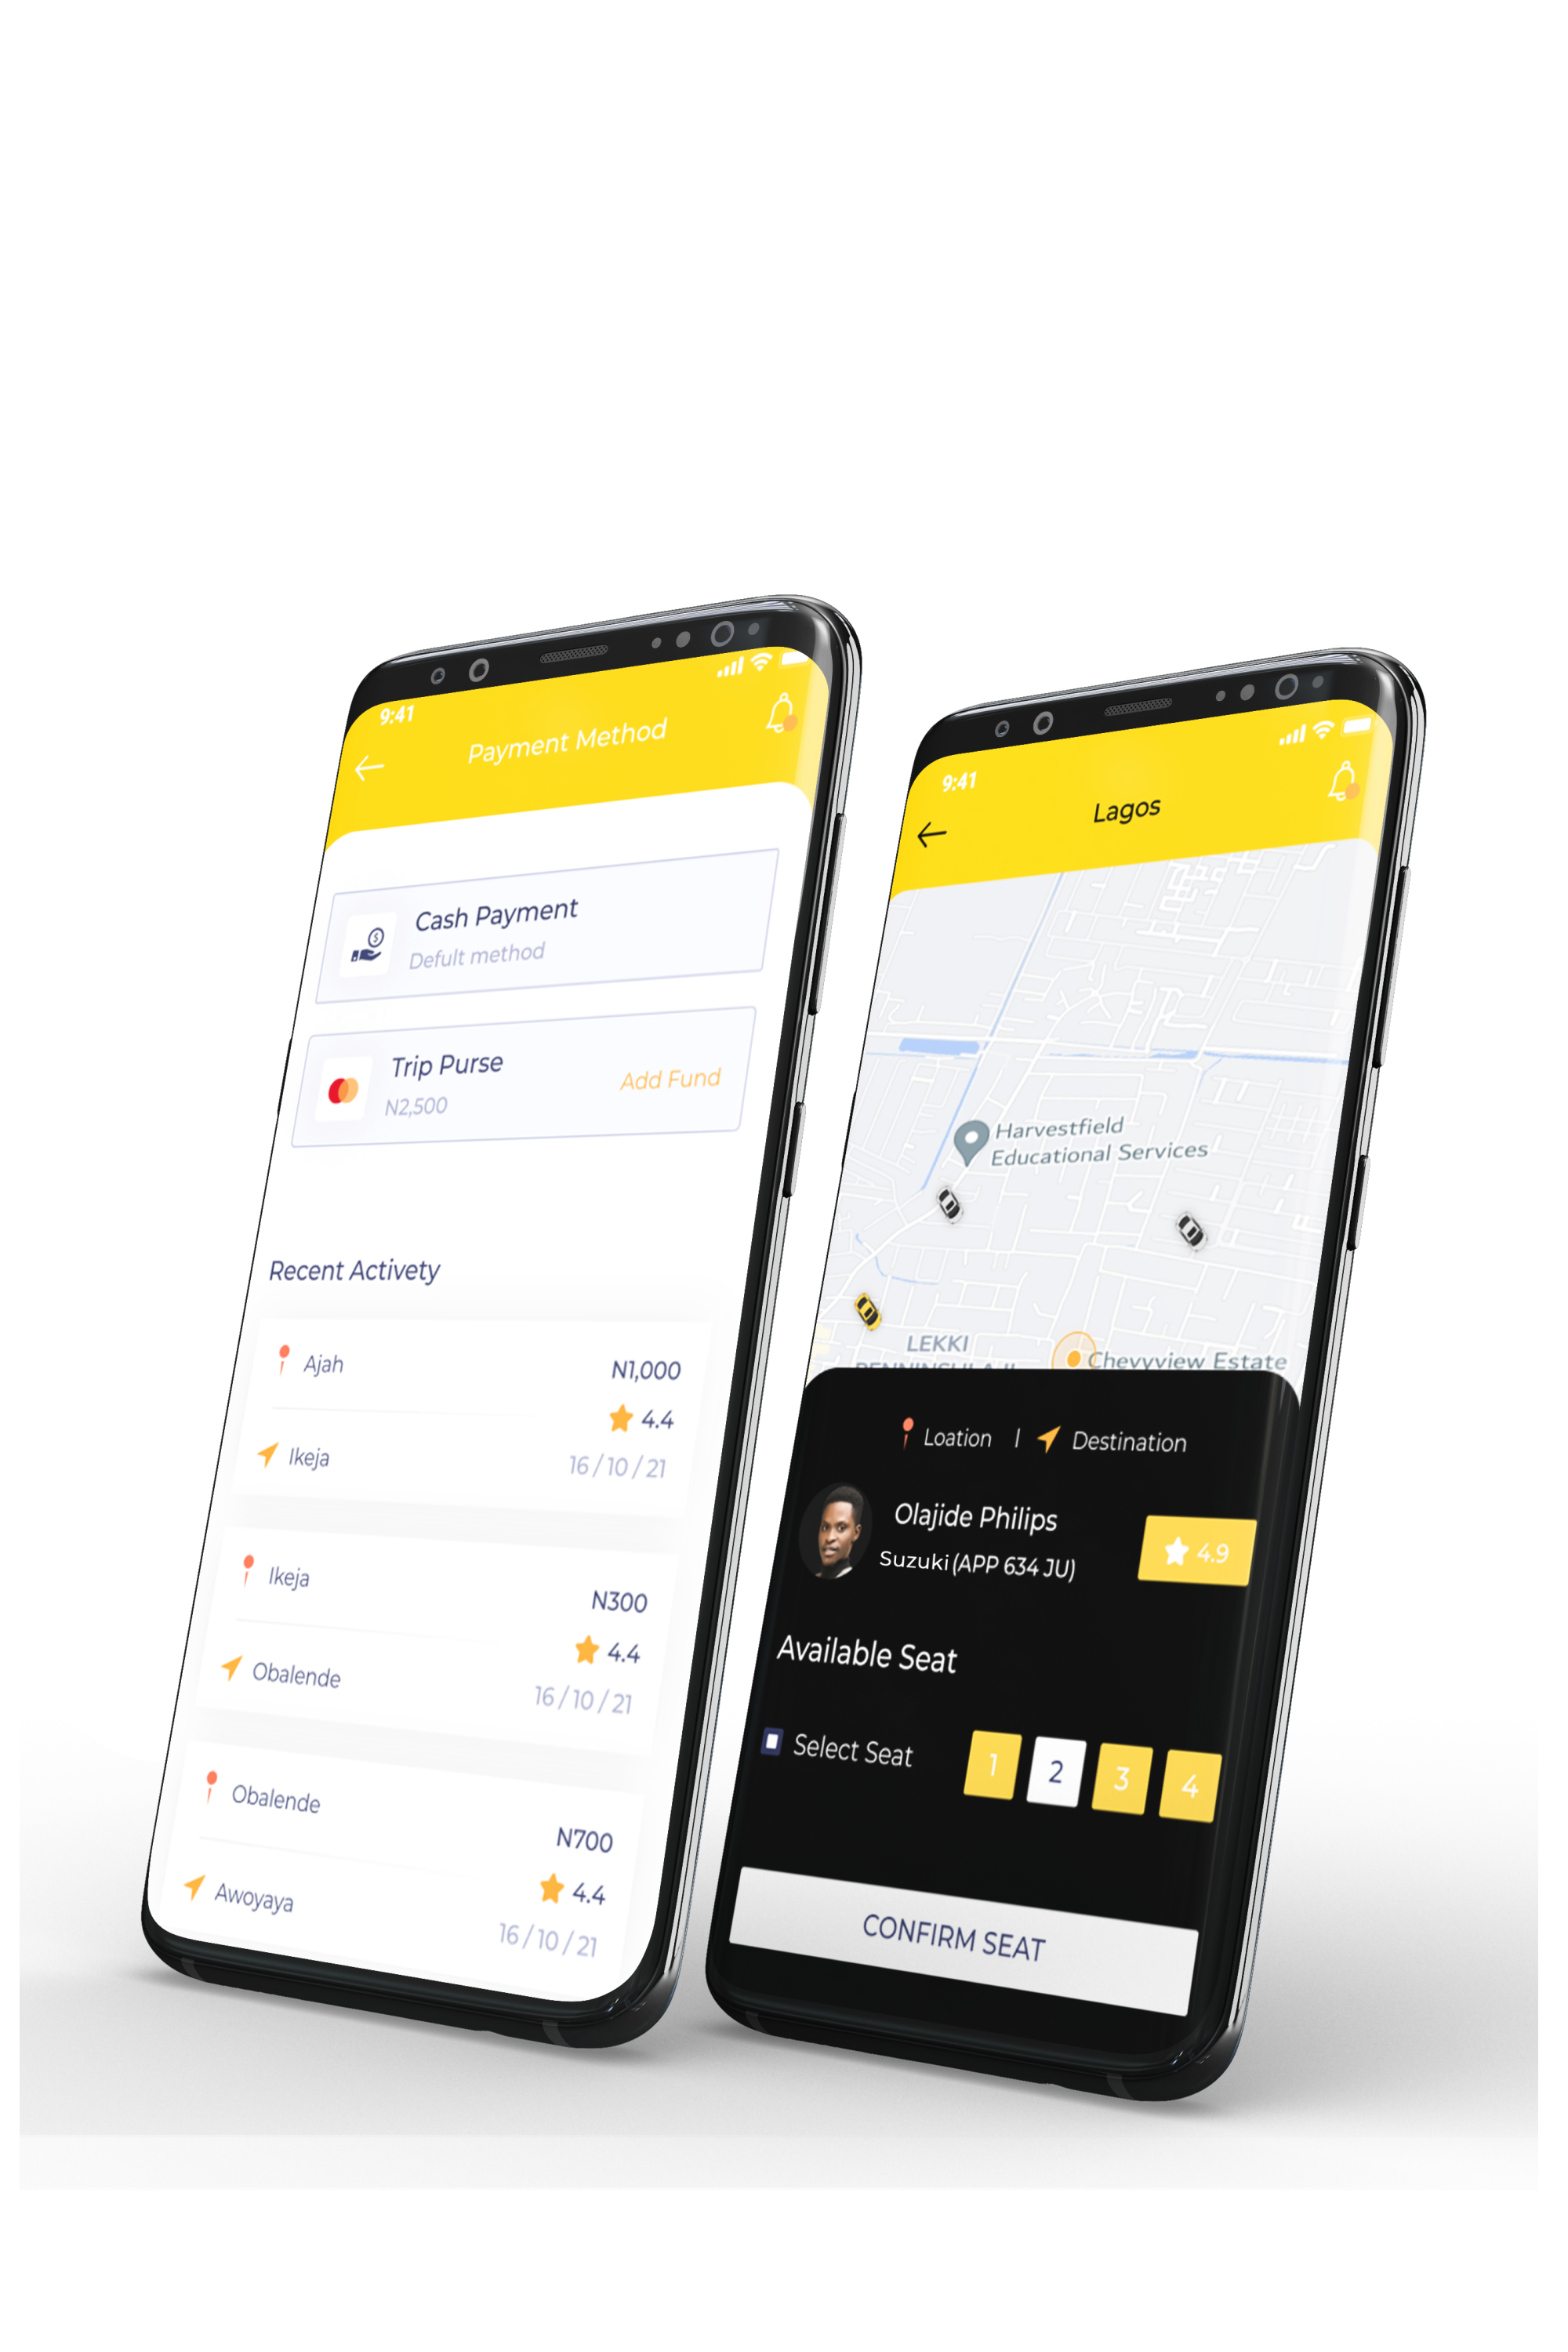 9:41
Payment Method
Cash Payment
Defult method
Trip Purse
N2,500
Add Fund
Recent Activety
Ajah
N1,000
4.4
Ikeja
16 / 10 / 21
Ikeja
N300
4.4
Obalende
16 / 10 / 21
Obalende
N700
4.4
Awoyaya
16 / 10 / 21
9:41
Lagos
Harvestfield
Educational Services
LEKKI
Chevyview Estate
Loation | Destination
Olajide Philips
Suzuki (APP 634 JU)
4.9
Available Seat
Select Seat
1 2 3 4
CONFIRM SEAT